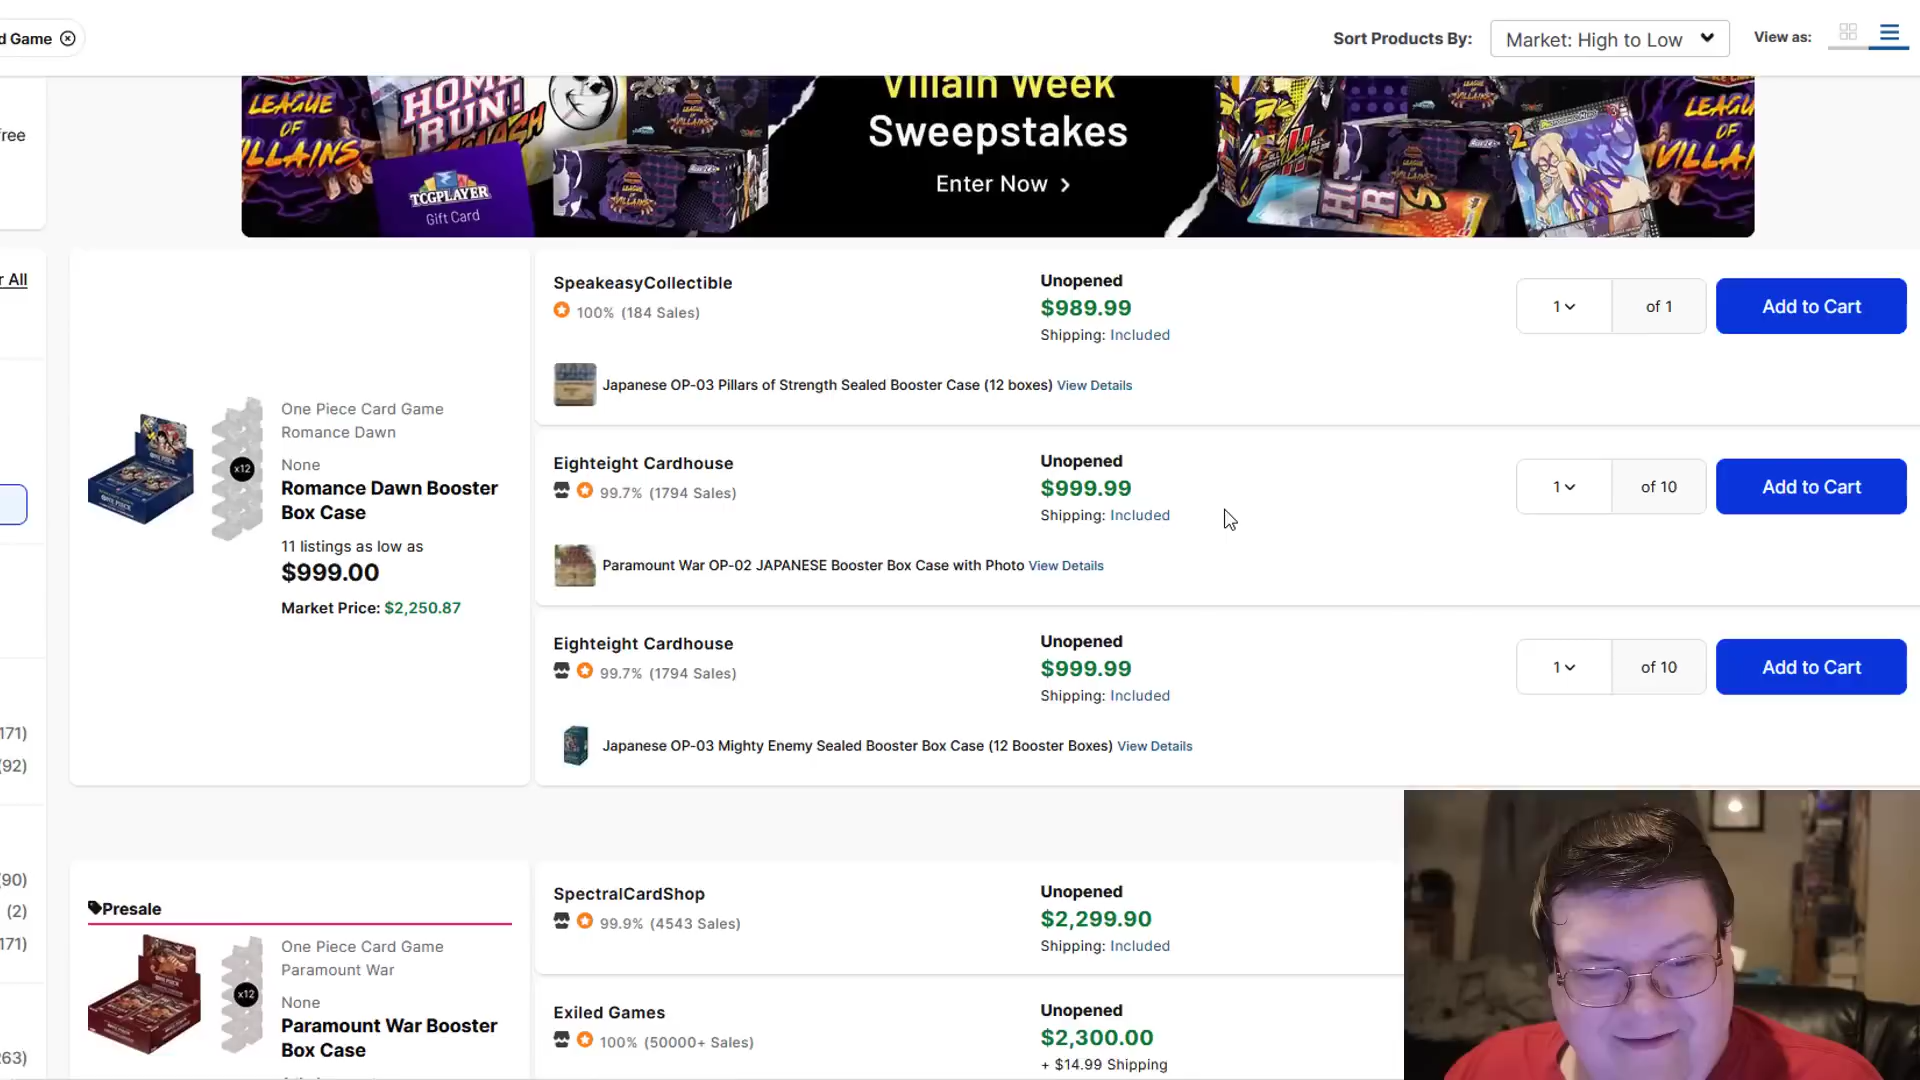 d Game
Sort Products By:
Market: High to Low
View as:
LEAGUE
OF
VILLAINS
HOME
RUN!
SMASH
TCGPLAYER
Gift Card
Villain Week
Sweepstakes
Enter Now
2
LEAGU
OF
VILLAI
ree
r All
171)
(92)
(90)
(2)
171)
263)
One Piece Card Game
Romance Dawn
None
Romance Dawn Booster
Box Case
11 listings as low as
$999.00
Market Price: $2,250.87
x12
SpeakeasyCollectible
100% (184 Sales)
Unopened
$989.99
Shipping: Included
1
of 1
Add to Cart
Japanese OP-03 Pillars of Strength Sealed Booster Case (12 boxes) View Details
Eighteight Cardhouse
99.7% (1794 Sales)
Unopened
$999.99
Shipping: Included
1
of 10
Add to Cart
Paramount War OP-02 JAPANESE Booster Box Case with Photo View Details
Eighteight Cardhouse
99.7% (1794 Sales)
Unopened
$999.99
Shipping: Included
1
of 10
Add to Cart
Japanese OP-03 Mighty Enemy Sealed Booster Box Case (12 Booster Boxes) View Details
Presale
One Piece Card Game
Paramount War
None
Paramount War Booster
Box Case
x12
SpectralCardShop
99.9% (4543 Sales)
Unopened
$2,299.90
Shipping: Included
Exiled Games
100% (50000+ Sales)
Unopened
$2,300.00
+ $14.99 Shipping